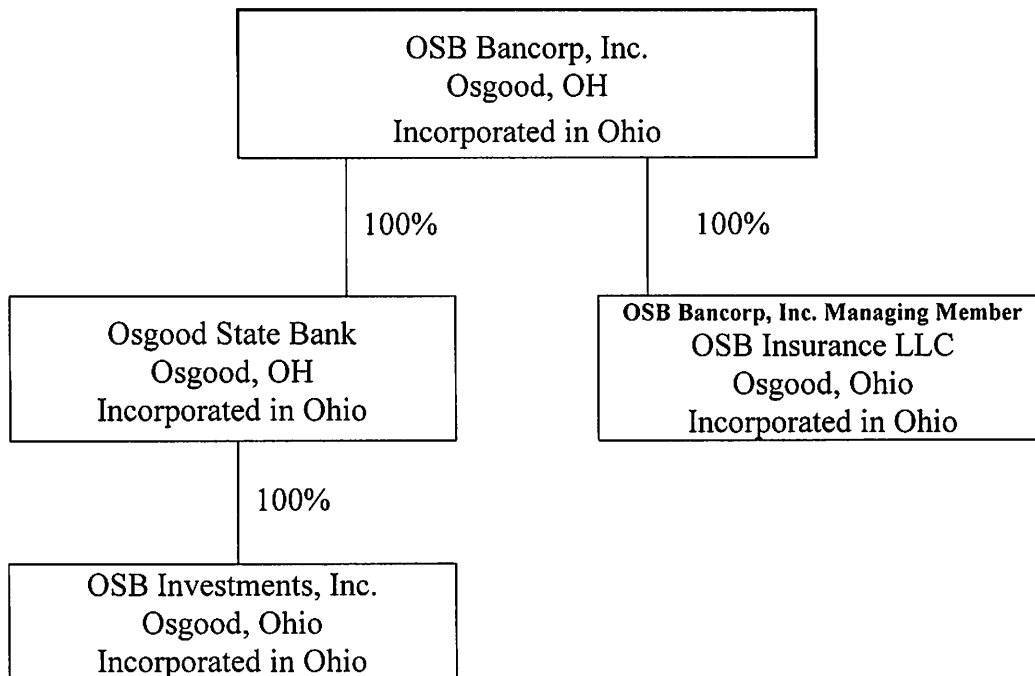 OSB Bancorp, Inc.
Osgood, OH
Incorporated in Ohio
100%
100%
Osgood State Bank
Osgood, OH
Incorporated in Ohio
OSB Bancorp, Inc. Managing Member
OSB Insurance LLC
Osgood, Ohio
Incorporated in Ohio
100%
OSB Investments, Inc.
Osgood, Ohio
Incorporated in Ohio